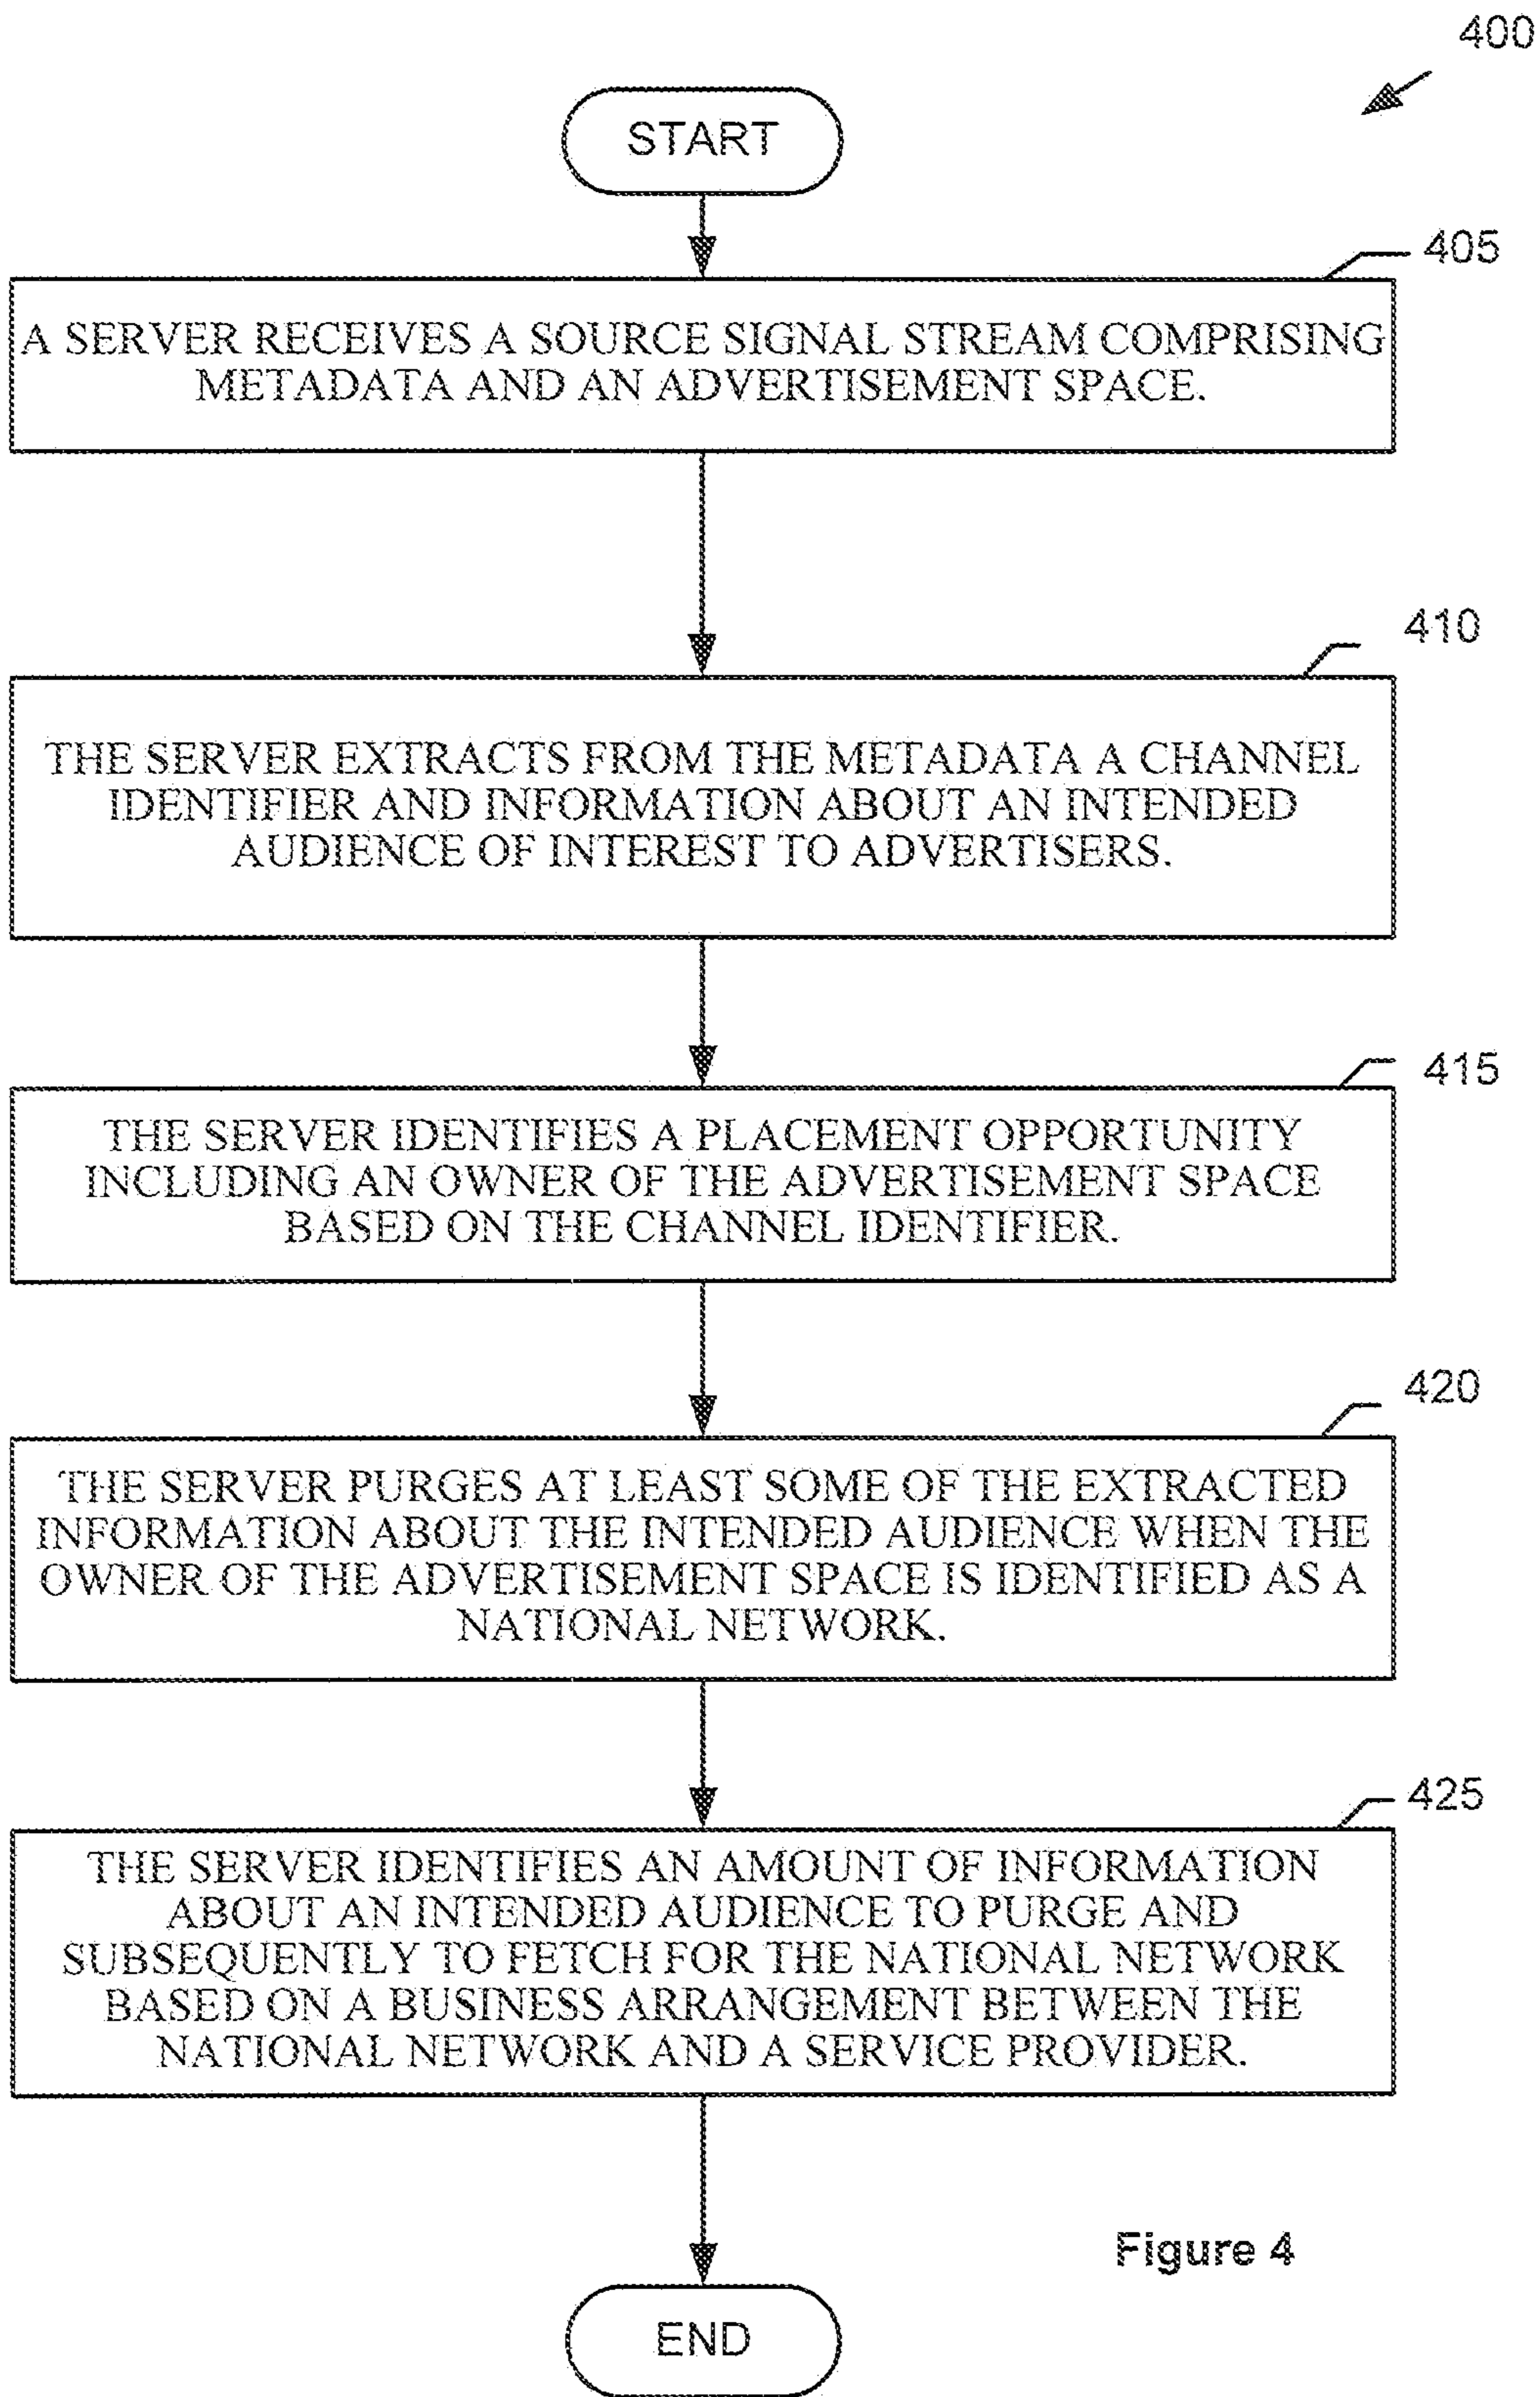 400
START
405
A SERVER RECEIVES A SOURCE SIGNAL STREAM COMPRISING
METADATA AND AN ADVERTISEMENT SPACE.
410
THE SERVER EXTRACTS FROM THE METADATA A CHANNEL
IDENTIFIER AND INFORMATION ABOUT AN INTENDED
AUDIENCE OF INTEREST TO ADVERTISERS.
415
THE SERVER IDENTIFIES A PLACEMENT OPPORTUNITY
INCLUDING AN OWNER OF THE ADVERTISEMENT SPACE
BASED ON THE CHANNEL IDENTIFIER.
420
THE SERVER PURGES AT LEAST SOME OF THE EXTRACTED
INFORMATION ABOUT THE INTENDED AUDIENCE WHEN THE
OWNER OF THE ADVERTISEMENT SPACE IS IDENTIFIED AS A
NATIONAL NETWORK.
425
THE SERVER IDENTIFIES AN AMOUNT OF INFORMATION
ABOUT AN INTENDED AUDIENCE TO PURGE AND
SUBSEQUENTLY TO FETCH FOR THE NATIONAL NETWORK
BASED ON A BUSINESS ARRANGEMENT BETWEEN THE
NATIONAL NETWORK AND A SERVICE PROVIDER.
Figure 4
END